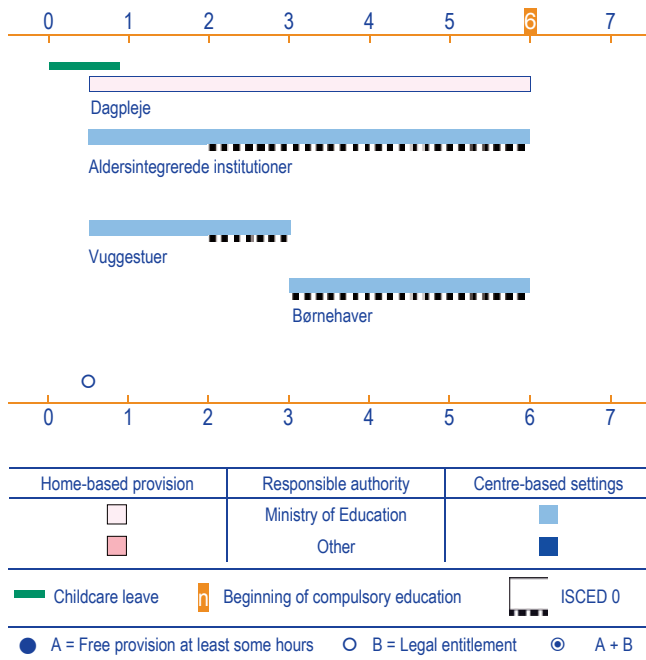 0 1 2 3 4 5 6 7
Dagpleje
Aldersintegrerede institutioner
Vuggestuer
Børnehaver
0 1 2 3 4 5 6 7
Home-based provision Responsible authority Centre-based settings
Ministry of Education
Other
Childcare leave n Beginning of compulsory education ISCED 0
A = Free provision at least some hours B = Legal entitlement A + B